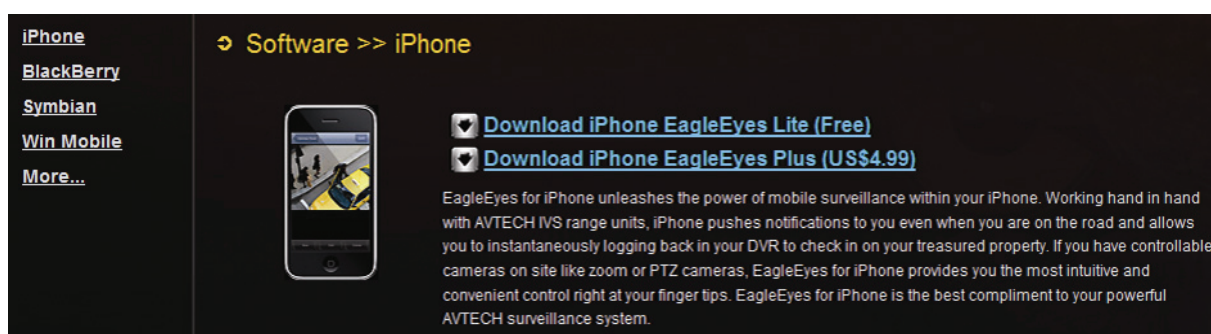 iPhone
BlackBerry
Symbian
Win Mobile
More...
Software >> iPhone
Download iPhone EagleEyes Lite (Free)
Download iPhone EagleEyes Plus (US$4.99)
EagleEyes for iPhone unleashes the power of mobile surveillance within your iPhone. Working hand in hand
with AVTECH IVS range units, iPhone pushes notifications to you even when you are on the road and allows
you to instantaneously logging back in your DVR to check in on your treasured property. If you have controllable
cameras on site like zoom or PTZ cameras, EagleEyes for iPhone provides you the most intuitive and
convenient control right at your finger tips. EagleEyes for iPhone is the best compliment to your powerful
AVTECH surveillance system.